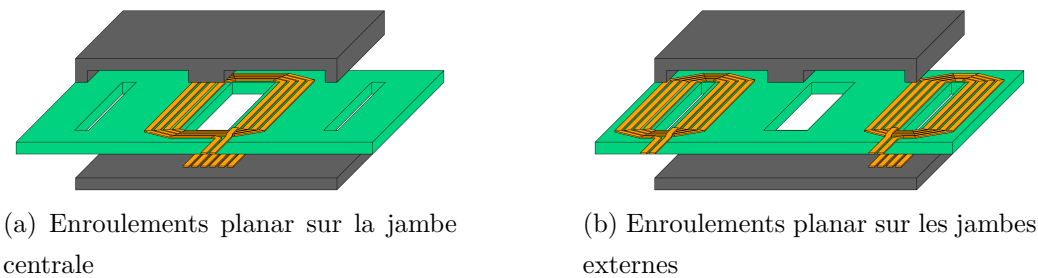 (a) Enroulements planar sur la jambe
centrale
(b) Enroulements planar sur les jambes
externes